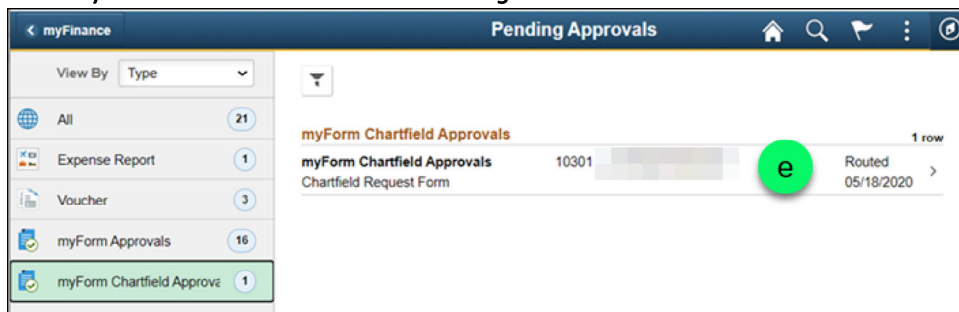 myFinance
Pending Approvals
View By Type
All 21
Expense Report 1
Voucher 3
myForm Approvals 16
myForm Chartfield Approva 1
myForm Chartfield Approvals
1 row
myForm Chartfield Approvals 10301 e Routed
Chartfield Request Form 05/18/2020